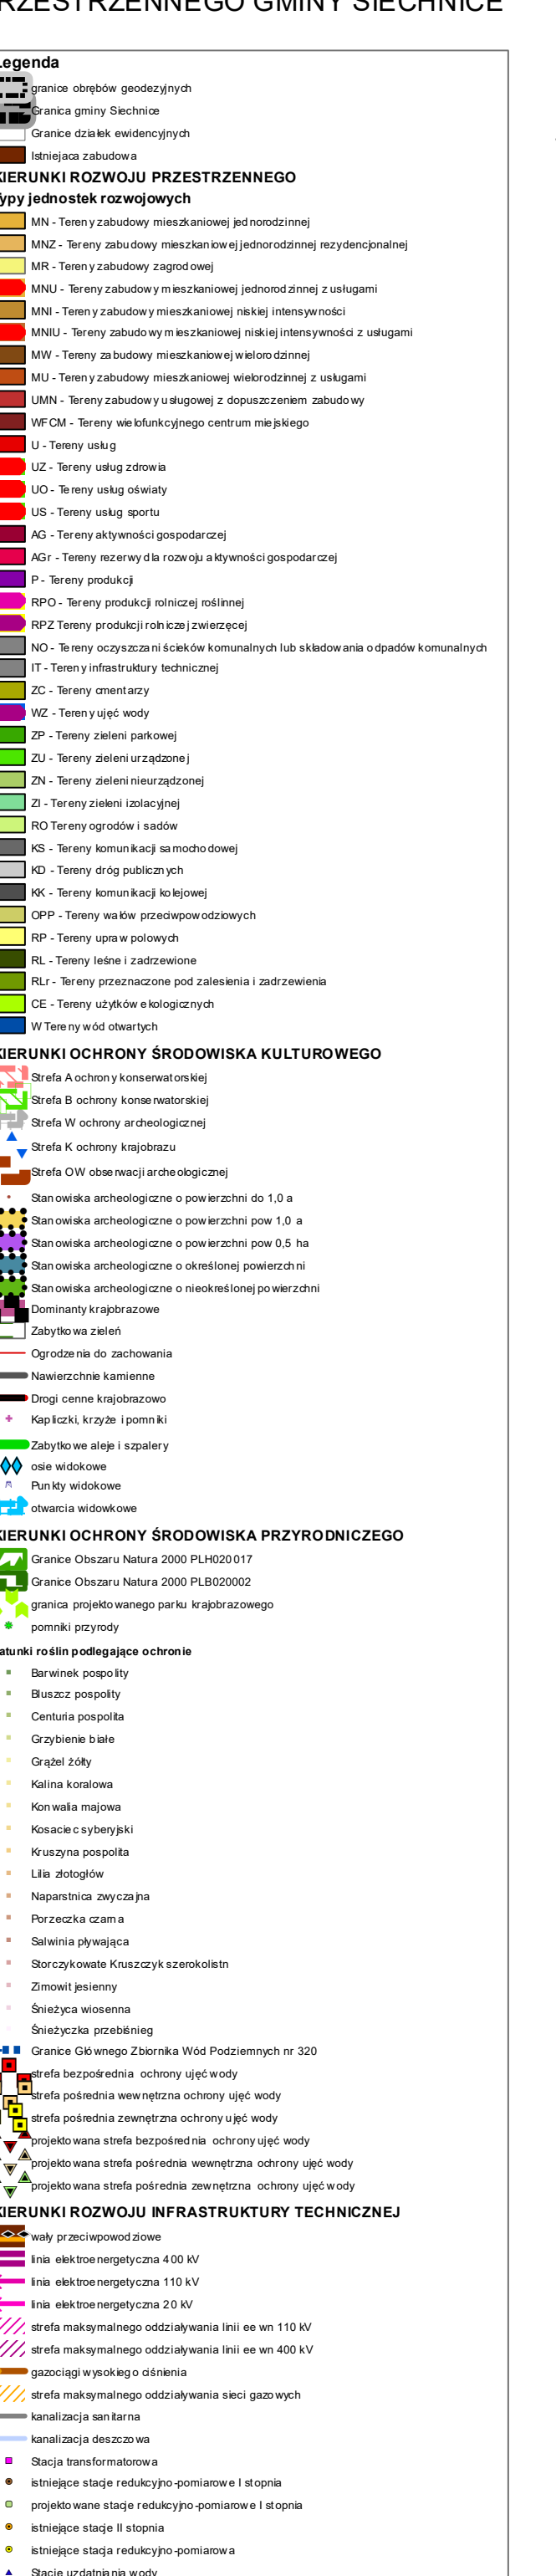 RZESTRZENNEGO GMINY SIECHNICE
Legenda
granice obrębów geodezyjnych
Granica gminy Siechnice
Granice działek ewidencyjnych
Istniejaca zabudowa
KIERUNKI ROZWOJU PRZESTRZENNEGO
Typy jednostek rozwojowych
MN - Tereny zabudowy mieszkaniowej jednorodzinnej
MNZ - Tereny zabudowy mieszkaniowej jednorodzinnej rezydencjonalnej
MR - Tereny zabudowy zagrodowej
MNU - Tereny zabudowy mieszkaniowej jednorodzinnej z usługami
MNI - Tereny zabudowy mieszkaniowej niskiej intensywności
MNIU - Tereny zabudowy mieszkaniowej niskiej intensywności z usługami
MW - Tereny zabudowy mieszkaniowej wielorodzinnej
MU - Tereny zabudowy mieszkaniowej wielorodzinnej z usługami
UMN - Tereny zabudowy usługowej z dopuszczeniem zabudowy
WFCM - Tereny wielofunkcyjnego centrum miejskiego
U - Tereny usług
UZ - Tereny usług zdrowia
UO - Tereny usług oświaty
US - Tereny usług sportu
AG - Tereny aktywności gospodarczej
AGr - Tereny rezerwy dla rozwoju aktywności gospodarczej
P - Tereny produkcji
RPO - Tereny produkcji rolniczej roślinnej
RPZ Tereny produkcji rolniczej zwierzęcej
NO - Tereny oczyszczani ścieków komunalnych lub składowania odpadów komunalnych
IT - Tereny infrastruktury technicznej
ZC - Tereny cmentarzy
WZ - Tereny ujęć wody
ZP - Tereny zieleni parkowej
ZU - Tereny zieleni urządzonej
ZN - Tereny zieleni nieurządzonej
ZI - Tereny zieleni izolacyjnej
RO Tereny ogrodów i sadów
KS - Tereny komunikacji samochodowej
KD - Tereny dróg publicznych
KK - Tereny komunikacji kolejowej
OPP - Tereny wałów przeciwpowodziowych
RP - Tereny upraw polowych
RL - Tereny leśne i zadrzewione
RLr - Tereny przeznaczone pod zalesienia i zadrzewienia
CE - Tereny użytków ekologicznych
W Tereny wód otwartych
KIERUNKI OCHRONY ŚRODOWISKA KULTUROWEGO
Strefa A ochrony konserwatorskiej
Strefa B ochrony konserwatorskiej
Strefa W ochrony archeologicznej
Strefa K ochrony krajobrazu
Strefa OW obserwacji archeologicznej
Stanowiska archeologiczne o powierzchni do 1,0 a
Stanowiska archeologiczne o powierzchni pow 1,0 a
Stanowiska archeologiczne o powierzchni pow 0,5 ha
Stanowiska archeologiczne o określonej powierzchni
Stanowiska archeologiczne o nieokreślonej powierzchni
Dominanty krajobrazowe
Zabytkowa zieleń
Ogrodzenia do zachowania
Nawierzchnie kamienne
Drogi cenne krajobrazowo
Kapliczki, krzyże i pomniki
Zabytkowe aleje i szpalery
osie widokowe
Punkty widokowe
otwarcia widowkowe
KIERUNKI OCHRONY ŚRODOWISKA PRZYRODNICZEGO
Granice Obszaru Natura 2000 PLH020017
Granice Obszaru Natura 2000 PLB020002
granica projektowanego parku krajobrazowego
pomniki przyrody
atunki roślin podlegające ochronie
Barwinek pospolity
Bluszcz pospolity
Centuria pospolita
Grzybienie białe
Grążel żółty
Kalina koralowa
Konwalia majowa
Kosaciec syberyjski
Kruszyna pospolita
Lilia złotogłów
Naparstnica zwyczajna
Porzeczka czarna
Salwinia pływająca
Storczykowate Kruszczyk szerokolistn
Zimowit jesienny
Śnieżyca wiosenna
Śnieżyczka przebiśnieg
Granice Głównego Zbiornika Wód Podziemnych nr 320
strefa bezpośrednia ochrony ujęć wody
strefa pośrednia wewnętrzna ochrony ujęć wody
strefa pośrednia zewnętrzna ochrony ujęć wody
projektowana strefa bezpośrednia ochrony ujęć wody
projektowana strefa pośrednia wewnętrzna ochrony ujęć wody
projektowana strefa pośrednia zewnętrzna ochrony ujęć wody
KIERUNKI ROZWOJU INFRASTRUKTURY TECHNICZNEJ
wały przeciwpowodziowe
linia elektroenergetyczna 400 kV
linia elektroenergetyczna 110 kV
linia elektroenergetyczna 20 kV
strefa maksymalnego oddziaływania linii ee wn 110 kV
strefa maksymalnego oddziaływania linii ee wn 400 kV
gazociągi wysokiego ciśnienia
strefa maksymalnego oddziaływania sieci gazowych
kanalizacja sanitarna
kanalizacja deszczowa
Stacja transformatorowa
istniejące stacje redukcyjno-pomiarowe I stopnia
projektowane stacje redukcyjno-pomiarowe I stopnia
istniejące stacje II stopnia
istniejące stacja redukcyjno-pomiarowa
Stacje uzdatniania wody